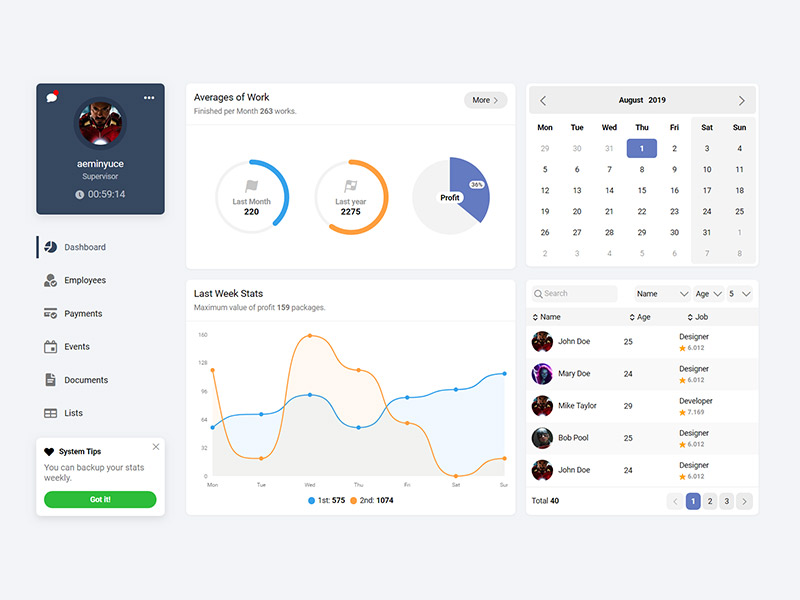 aeminyuce
Supervisor
00:59:14
Dashboard
Employees
Payments
Events
Documents
Lists
System Tips
You can backup your stats
weekly.
Got it!
Averages of Work
Finished per Month 263 works.
More
Last Month
220
Last year
2275
Profit
36%
Last Week Stats
Maximum value of profit 159 packages.
160
128
96
64
32
0
Mon Tue Wed Thu Fri Sat Sun
1st: 575 2nd: 1074
August 2019
Mon Tue Wed Thu Fri Sat Sun
29 30 31 1 2 3 4
5 6 7 8 9 10 11
12 13 14 15 16 17 18
19 20 21 22 23 24 25
26 27 28 29 30 31 1
2 3 4 5 6 7 8
Search Name Age 5
Name Age Job
John Doe 25 Designer
6.012
Mary Doe 24 Designer
6.012
Mike Taylor 29 Developer
7.169
Bob Pool 25 Designer
6.012
John Doe 24 Designer
6.012
Total 40 1 2 3